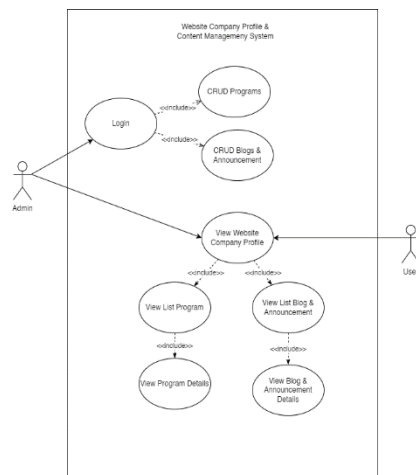 Website Company Profile &
Content Managemeny System
CRUD Programs
<<include>>
Login
<<include>>
CRUD Blogs &
Announcement
Admin
View Website
Company Profile
User
<<include>>
<<include>>
View List Program
View List Blog &
Announcement
<<include>>
<<include>>
View Program Details
View Blog &
Announcement
Details